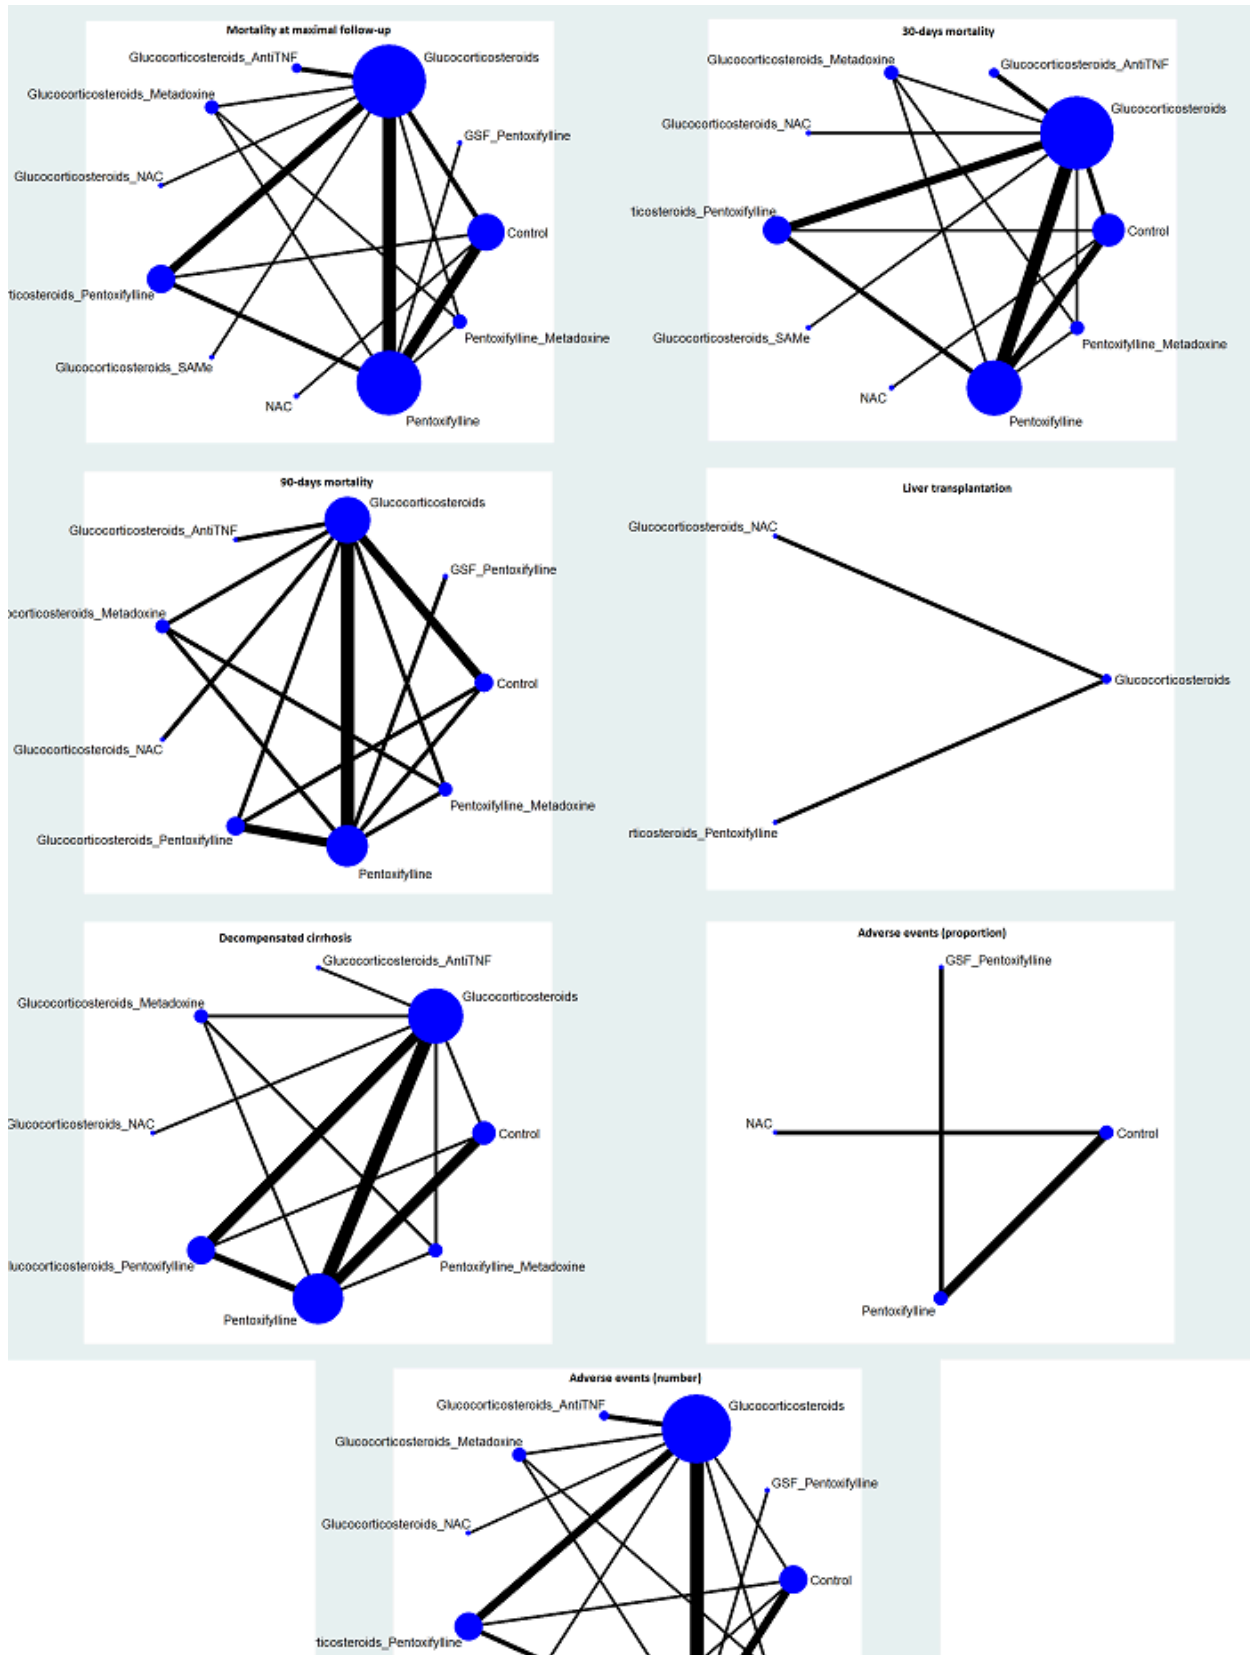 Mortality at maximal follow-up
Glucocorticosteroids_AntiTNF
Glucocorticosteroids
Glucocorticosteroids_Metadoxine
GSF_Pentoxifylline
Glucocorticosteroids_NAC
Control
rticosteroids_Pentoxifylline
Pentoxifylline_Metadoxine
Glucocorticosteroids_SAMe
NAC
Pentoxifylline
30-days mortality
Glucocorticosteroids_Metadoxine
Glucocorticosteroids_AntiTNF
Glucocorticosteroids
Glucocorticosteroids_NAC
ticosteroids_Pentoxifylline
Control
Glucocorticosteroids_SAMe
Pentoxifylline_Metadoxine
NAC
Pentoxifylline
90-days mortality
Glucocorticosteroids
Glucocorticosteroids_AntiTNF
GSF_Pentoxifylline
ocorticosteroids_Metadoxine
Control
Glucocorticosteroids_NAC
Pentoxifylline_Metadoxine
Glucocorticosteroids_Pentoxifylline
Pentoxifylline
Liver transplantation
Glucocorticosteroids_NAC
Glucocorticosteroids
rticosteroids_Pentoxifylline
Decompensated cirrhosis
Glucocorticosteroids_AntiTNF
Glucocorticosteroids_Metadoxine
Glucocorticosteroids
Glucocorticosteroids_NAC
Control
lucocorticosteroids_Pentoxifylline
Pentoxifylline_Metadoxine
Pentoxifylline
Adverse events (proportion)
GSF_Pentoxifylline
NAC
Control
Pentoxifylline
Adverse events (number)
Glucocorticosteroids_AntiTNF
Glucocorticosteroids
Glucocorticosteroids_Metadoxine
GSF_Pentoxifylline
Glucocorticosteroids_NAC
Control
ticosteroids_Pentoxifylline